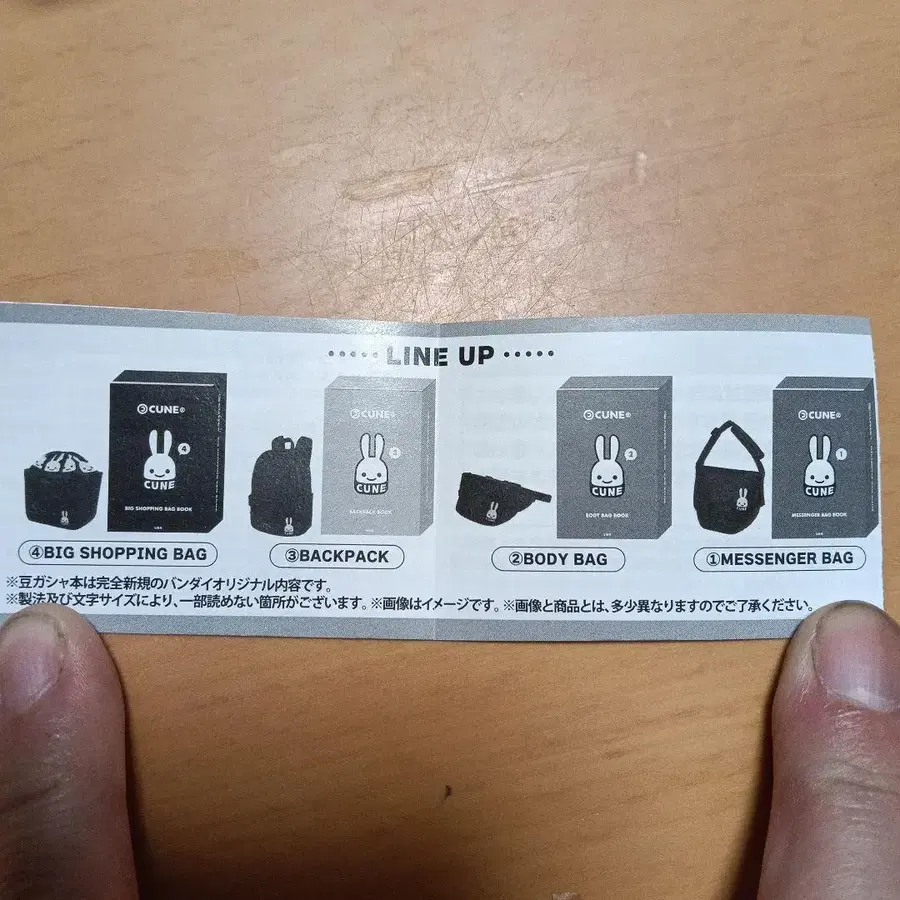 LINE UP
CUNE®
④
CUNE
BIG SHOPPING BAG BOOK
④BIG SHOPPING BAG
CUNE®
③
CUNE
BACKPACK BOOK
③BACKPACK
CUNE®
②
CUNE
BODY BAG BOOK
②BODY BAG
CUNE®
①
CUNE
MESSENGER BAG BOOK
①MESSENGER BAG
※豆ガシャ本は完全新規のバンダイオリジナル内容です。
※製法及び文字サイズにより、一部読めない箇所がございます。※画像はイメージです。※画像と商品とは、多少異なりますのでご了承ください。